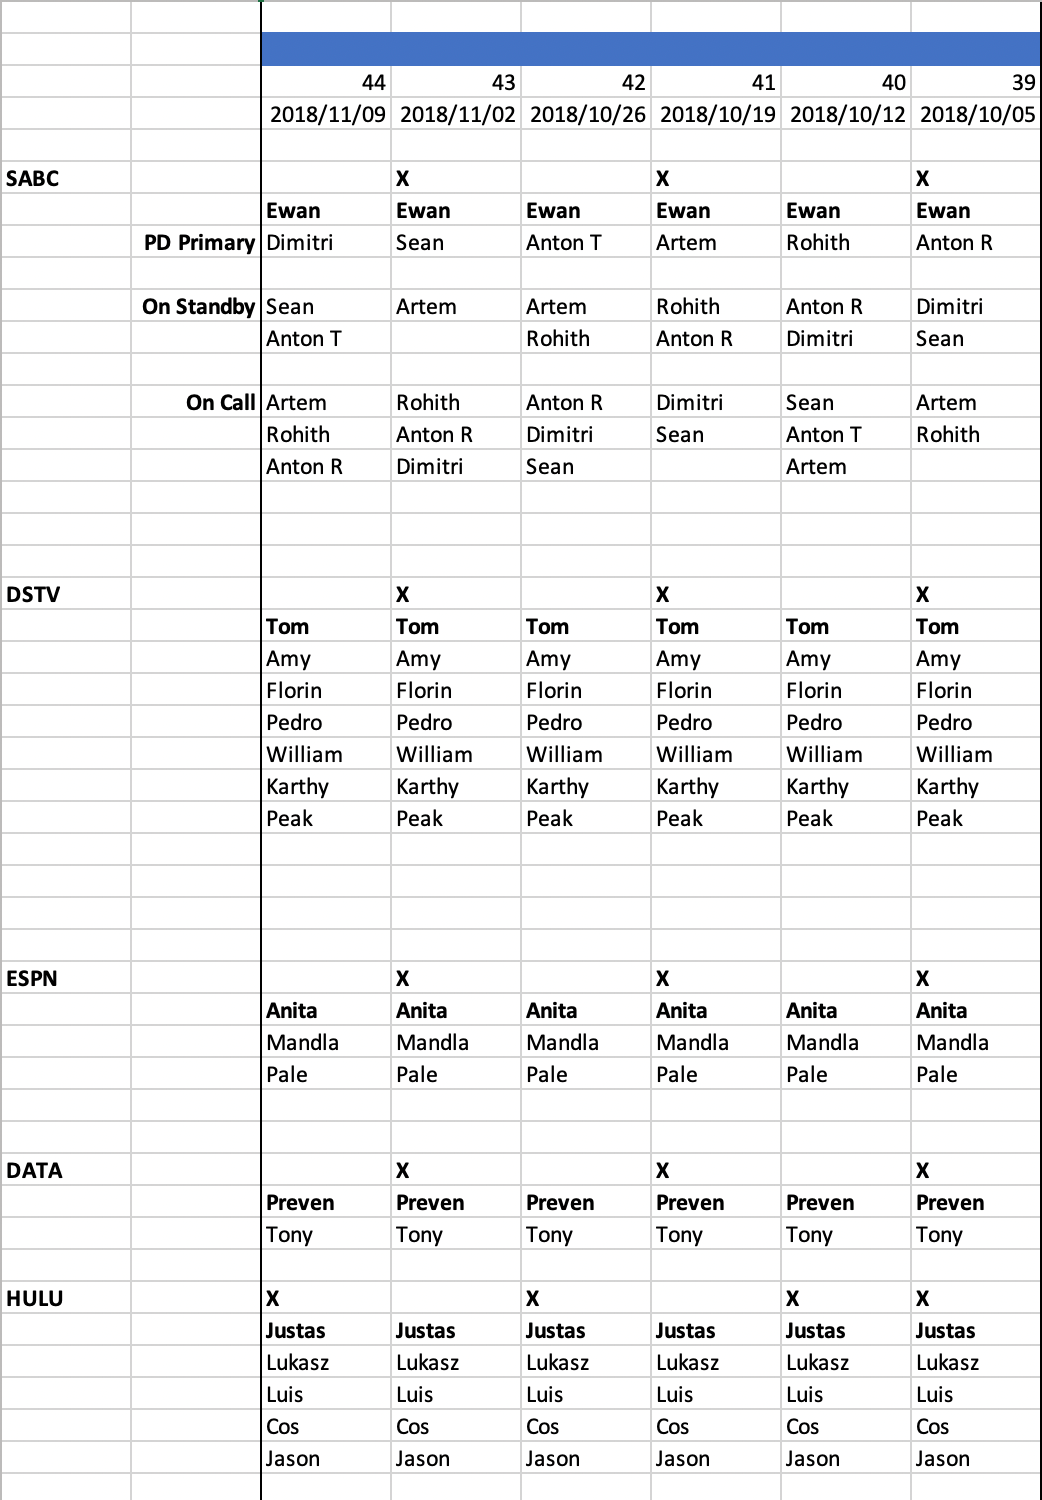 44 43 42 41 40 39
2018/11/09 2018/11/02 2018/10/26 2018/10/19 2018/10/12 2018/10/05
SABC X X X
Ewan Ewan Ewan Ewan Ewan Ewan
PD Primary Dimitri Sean Anton T Artem Rohith Anton R
On Standby Sean Artem Artem Rohith Anton R Dimitri
Anton T Rohith Anton R Dimitri Sean
On Call Artem Rohith Anton R Dimitri Sean Artem
Rohith Anton R Dimitri Sean Anton T Rohith
Anton R Dimitri Sean Artem
DSTV X X X
Tom Tom Tom Tom Tom Tom
Amy Amy Amy Amy Amy Amy
Florin Florin Florin Florin Florin Florin
Pedro Pedro Pedro Pedro Pedro Pedro
William William William William William William
Karthy Karthy Karthy Karthy Karthy Karthy
Peak Peak Peak Peak Peak Peak
ESPN X X X
Anita Anita Anita Anita Anita Anita
Mandla Mandla Mandla Mandla Mandla Mandla
Pale Pale Pale Pale Pale Pale
DATA X X X
Preven Preven Preven Preven Preven Preven
Tony Tony Tony Tony Tony Tony
HULU X X X X
Justas Justas Justas Justas Justas Justas
Lukasz Lukasz Lukasz Lukasz Lukasz Lukasz
Luis Luis Luis Luis Luis Luis
Cos Cos Cos Cos Cos Cos
Jason Jason Jason Jason Jason Jason